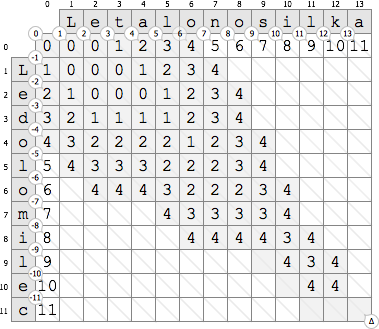 0 1 2 3 4 5 6 7 8 9 10 11 12 13
L e t a l o n o s i l k a
0 1 2 3 4 5 6 7 8 9 10 11 12 13
0 0 0 0 1 2 3 4 5 6 7 8 9 10 11
-1
1 L 1 0 0 0 1 2 3 4
-2
2 e 2 1 0 0 0 1 2 3 4
-3
3 d 3 2 1 1 1 1 2 3 4
-4
4 o 4 3 2 2 2 2 1 2 3 4
-5
5 l 5 4 3 3 3 2 2 2 3 4
-6
6 o 6 4 4 4 3 2 2 2 3 4
-7
7 m 7 4 3 3 3 3 4
-8
8 i 8 4 4 4 4 3 4
-9
9 l 9 4 3 4
-10
10 e 10 4 4
-11
11 c 11
Δ